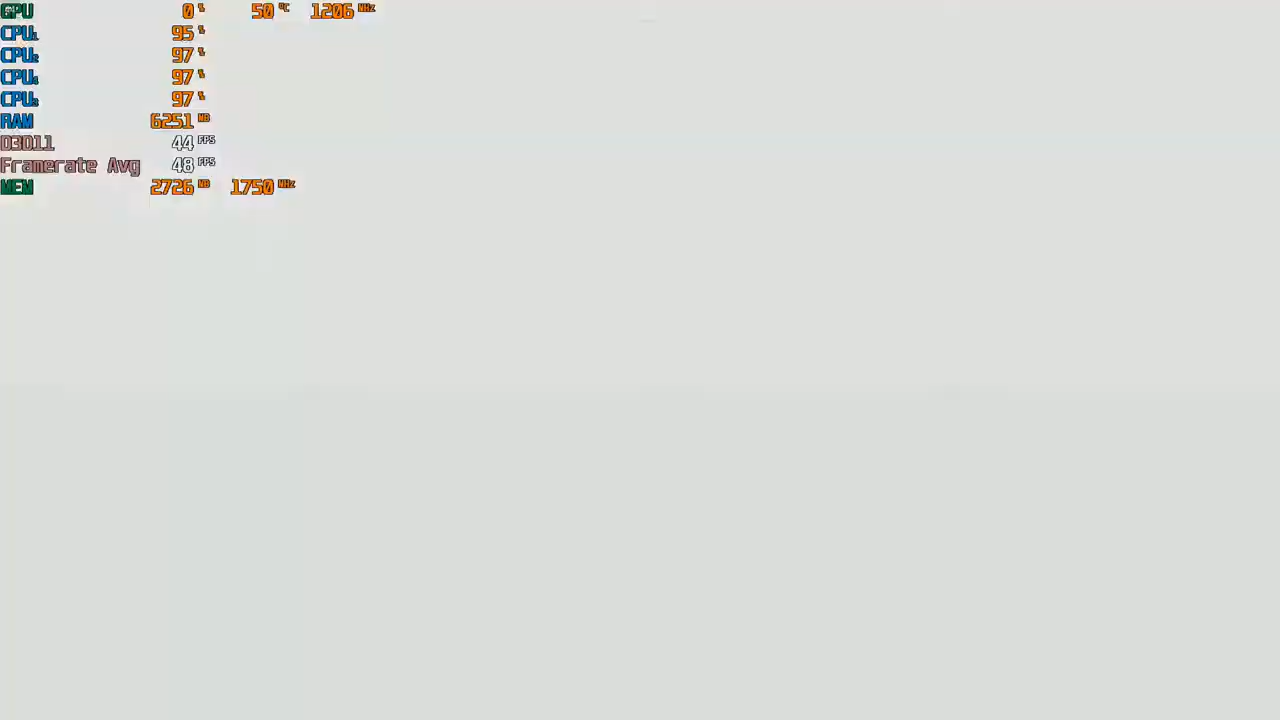 GPU 0 % 50 °C 1206 MHz
CPU1 95 %
CPU2 97 %
CPU4 97 %
CPU3 97 %
RAM 6251 MB
D3D11 44 FPS
Framerate Avg 48 FPS
MEM 2726 MB 1750 MHz